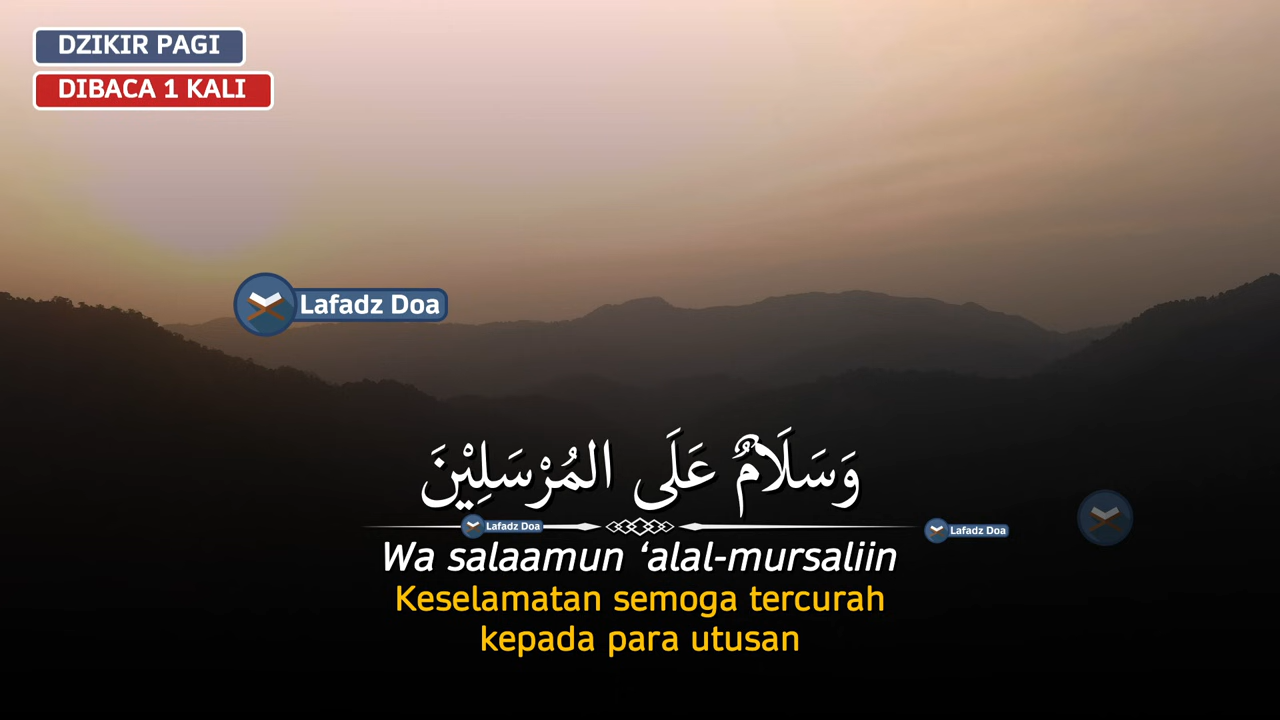 DZIKIR PAGI
DIBACA 1 KALI
Lafadz Doa
وَسَلَامٌ عَلَى المُرْسَلِيْنَ
Lafadz Doa
Lafadz Doa
Wa salaamun ‘alal-mursaliin
Keselamatan semoga tercurah
kepada para utusan